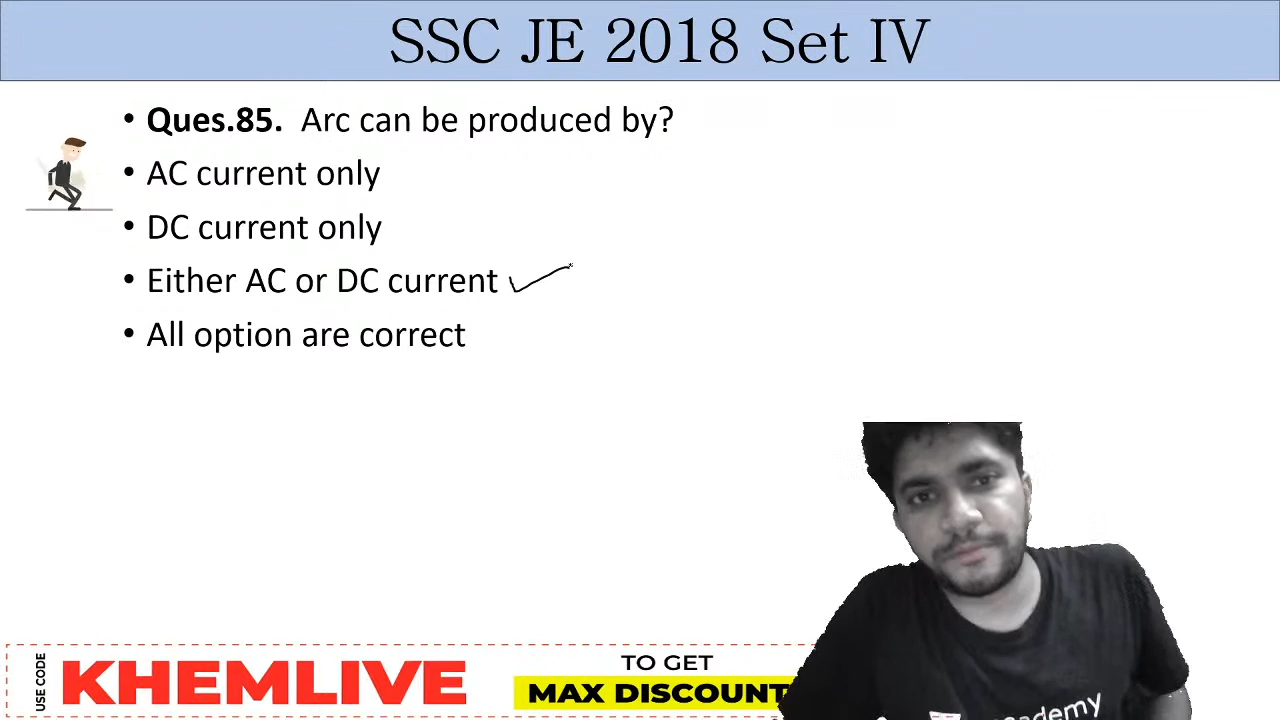 SSC JE 2018 Set IV
• Ques.85. Arc can be produced by?
• AC current only
• DC current only
• Either AC or DC current
• All option are correct
USE CODE
KHEMLIVE
TO GET
MAX DISCOUNT